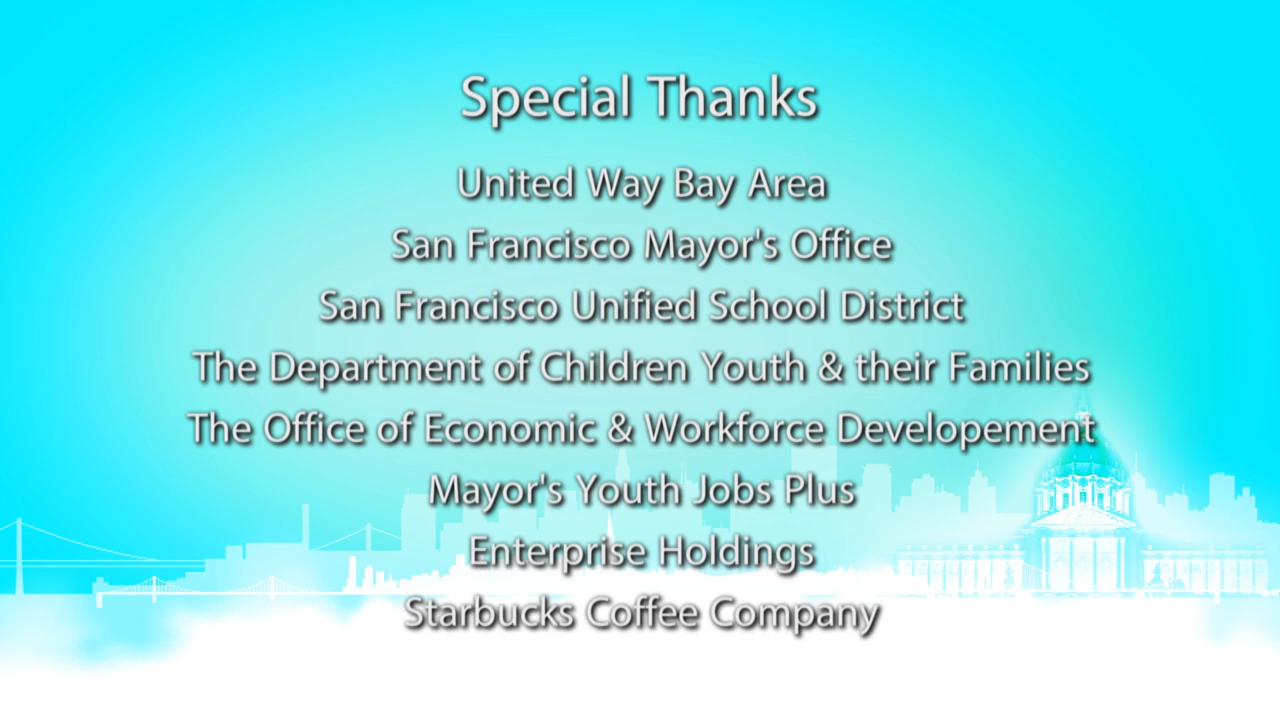 Special Thanks
United Way Bay Area
San Francisco Mayor's Office
San Francisco Unified School District
The Department of Children Youth & their Families
The Office of Economic & Workforce Developement
Mayor's Youth Jobs Plus
Enterprise Holdings
Starbucks Coffee Company